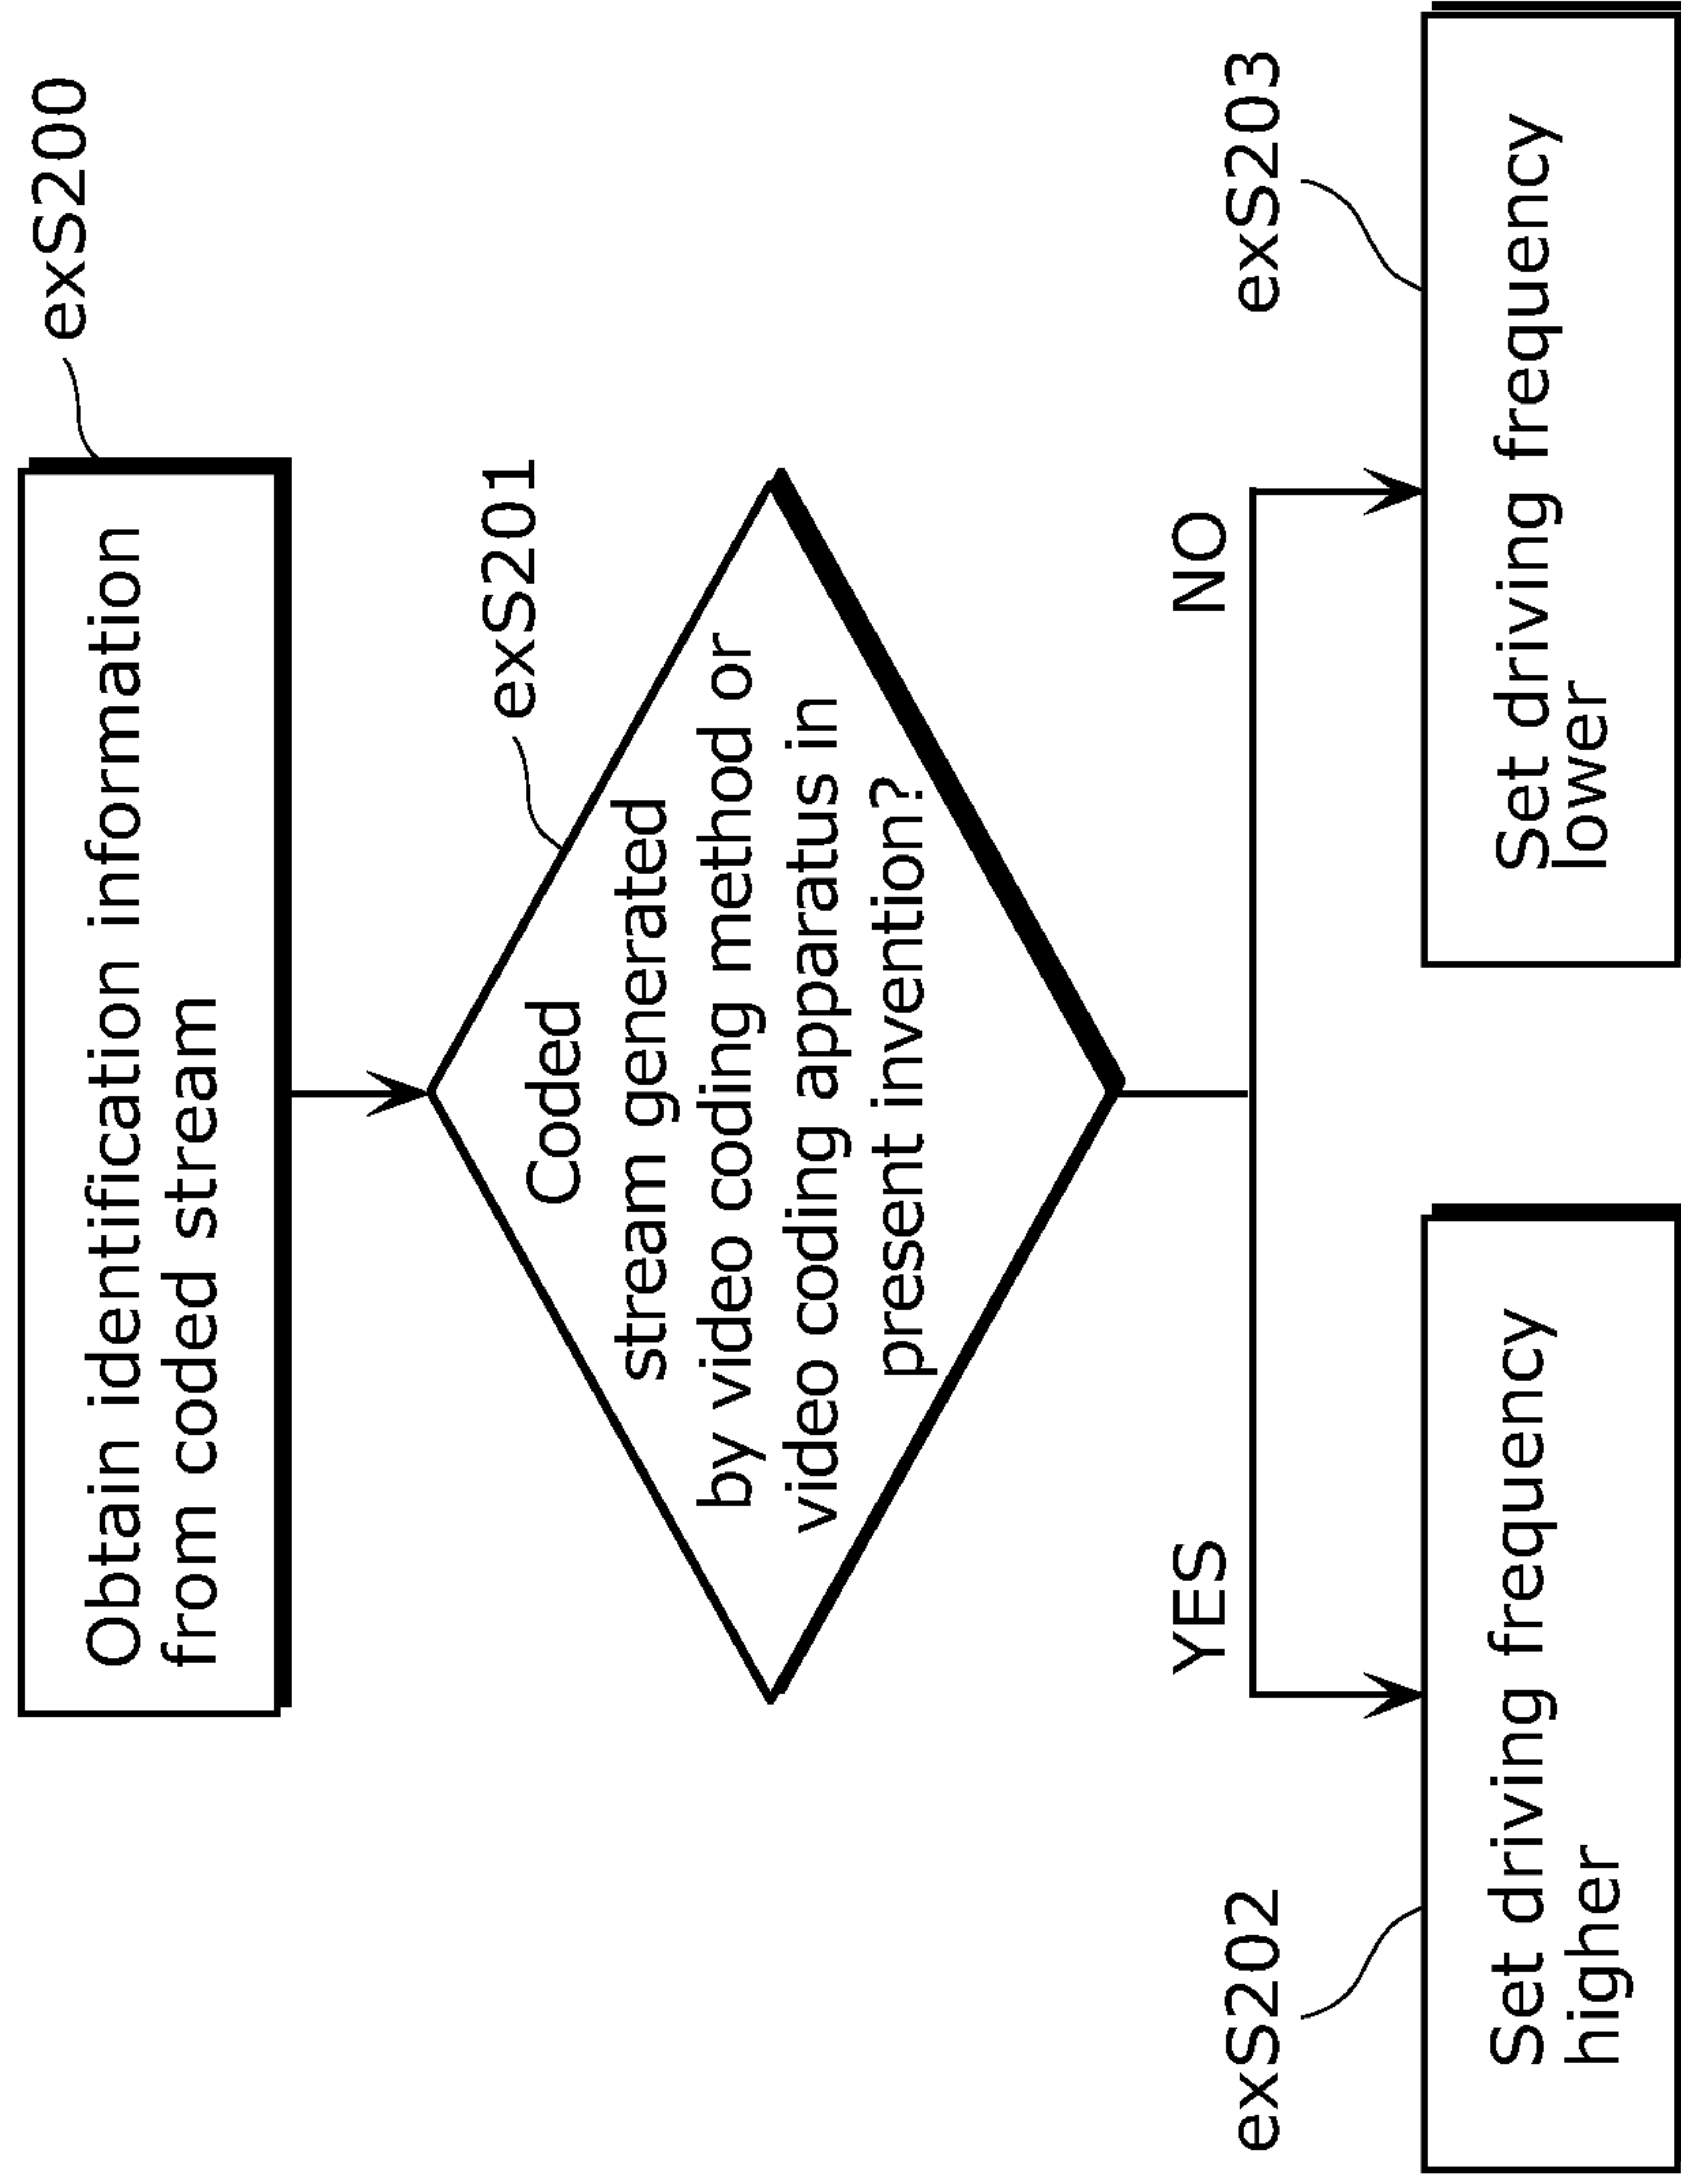 exS200
Obtain identification information
from coded stream
exS201
Coded
stream generated
by video coding method or
video coding apparatus in
present invention?
YES
NO
exS202
exS203
Set driving frequency
higher
Set driving frequency
lower